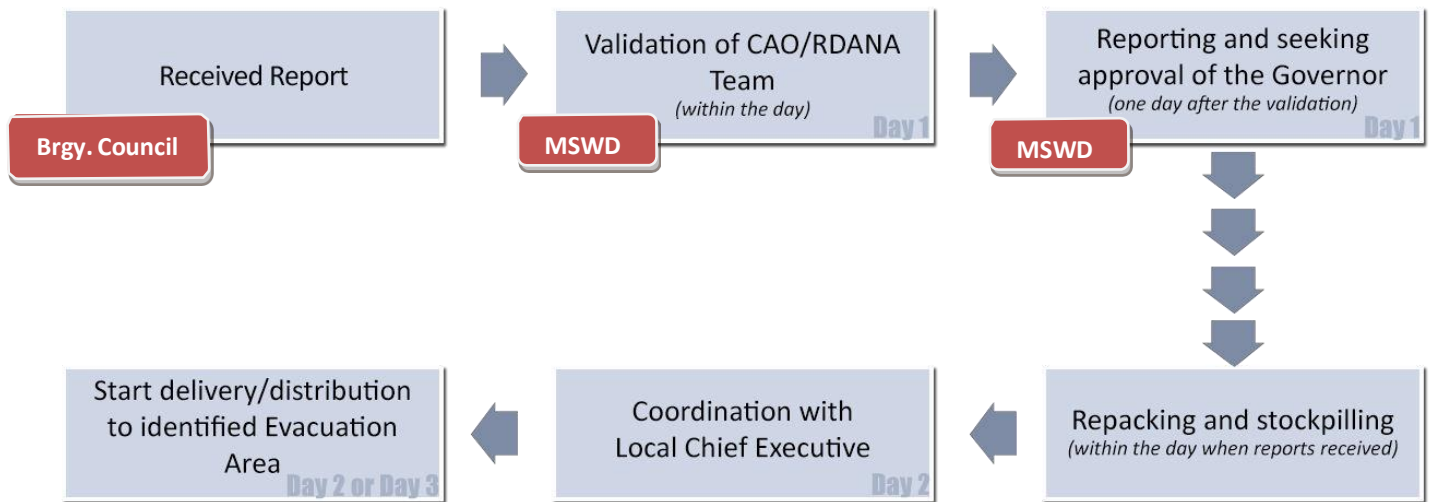 Received Report
Brgy. Council
Validation of CAO/RDANA
Team
(within the day)
Day 1
MSWD
Reporting and seeking
approval of the Governor
(one day after the validation)
Day 1
MSWD
Repacking and stockpilling
(within the day when reports received)
Coordination with
Local Chief Executive
Day 2
Start delivery/distribution
to identified Evacuation
Area
Day 2 or Day 3